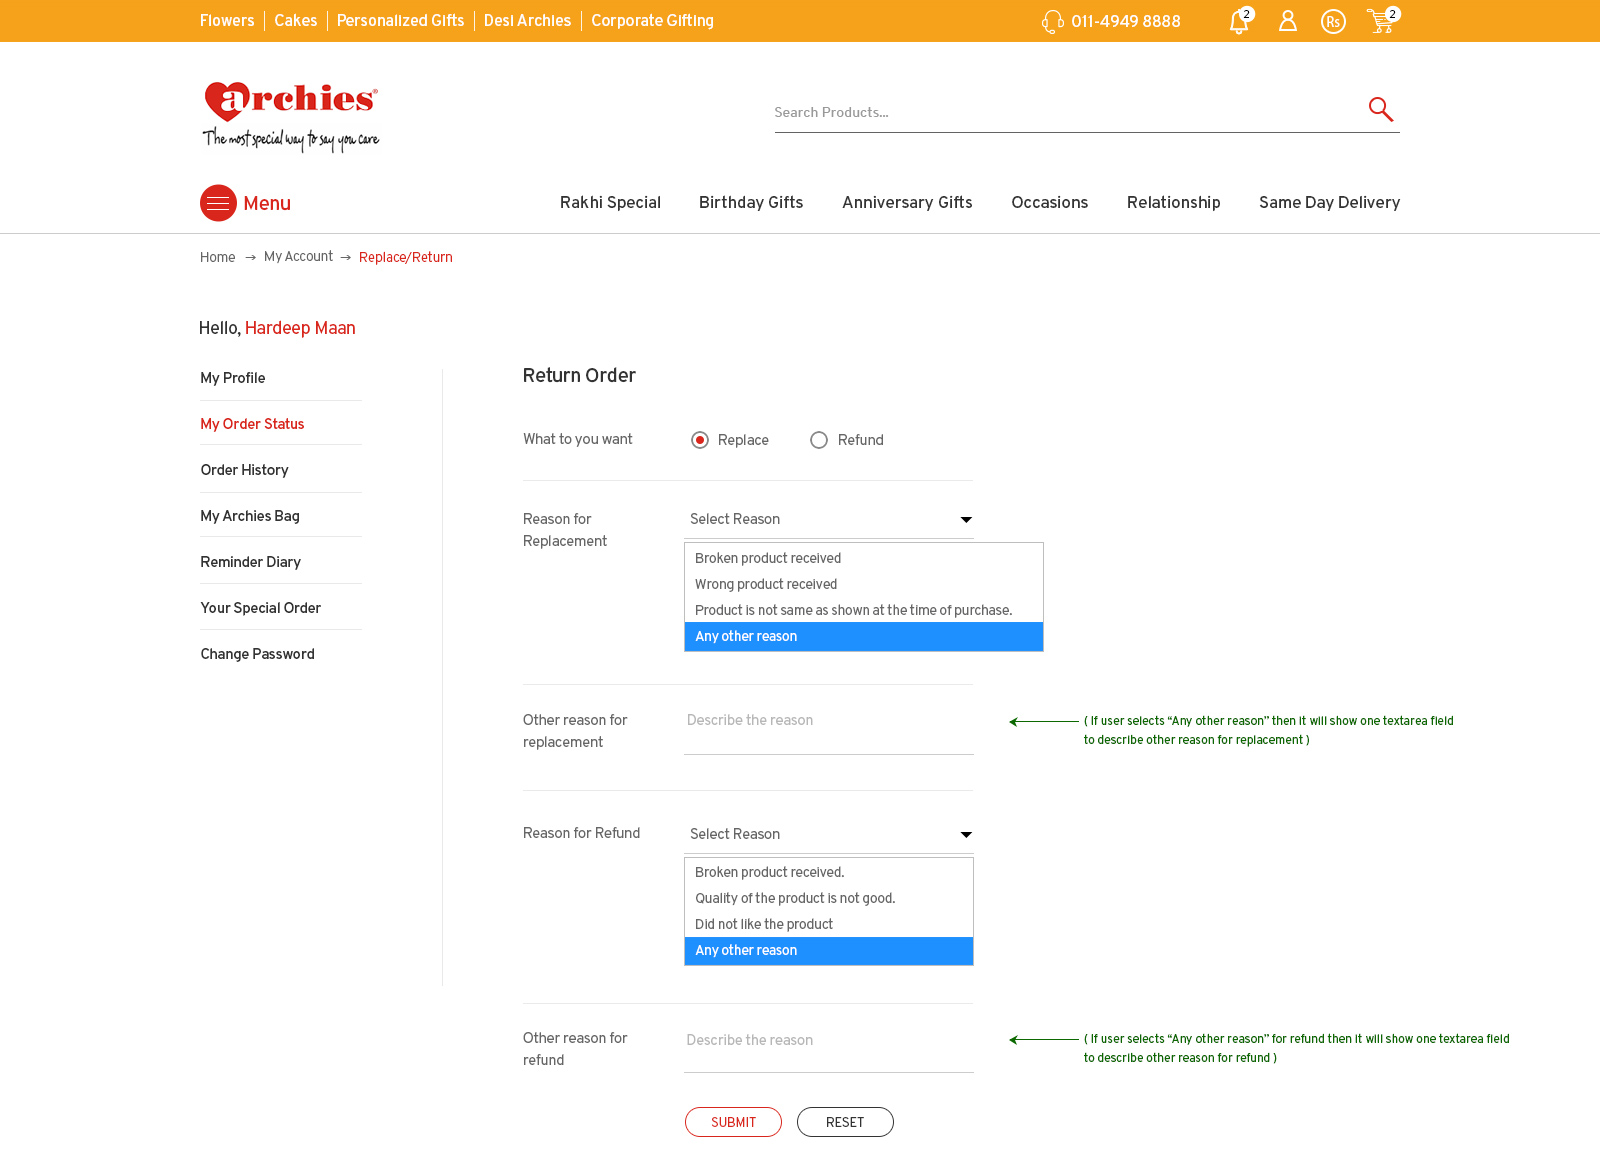 Flowers | Cakes | Personalized Gifts | Desi Archies | Corporate Gifting
011-4949 8888
2
Rs
2
archies®
The most special way to say you care
Search Products...
Menu
Rakhi Special Birthday Gifts Anniversary Gifts Occasions Relationship Same Day Delivery
Home → My Account → Replace/Return
Hello, Hardeep Maan
My Profile
My Order Status
Order History
My Archies Bag
Reminder Diary
Your Special Order
Change Password
Return Order
What to you want
Replace
Refund
Reason for
Replacement
Select Reason
Broken product received
Wrong product received
Product is not same as shown at the time of purchase.
Any other reason
Other reason for
replacement
Describe the reason
( If user selects “Any other reason” then it will show one textarea field
to describe other reason for replacement )
Reason for Refund
Select Reason
Broken product received.
Quality of the product is not good.
Did not like the product
Any other reason
Other reason for
refund
Describe the reason
( If user selects “Any other reason” for refund then it will show one textarea field
to describe other reason for refund )
SUBMIT
RESET